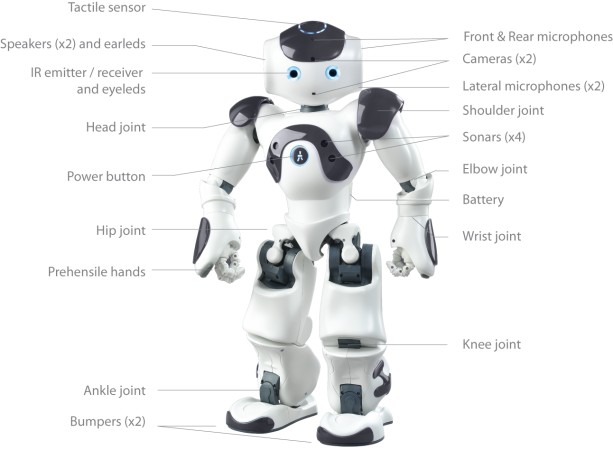 Tactile sensor
Speakers (x2) and earleds
IR emitter / receiver
and eyeleds
Head joint
Power button
Hip joint
Prehensile hands
Ankle joint
Bumpers (x2)
Front & Rear microphones
Cameras (x2)
Lateral microphones (x2)
Shoulder joint
Sonars (x4)
Elbow joint
Battery
Wrist joint
Knee joint